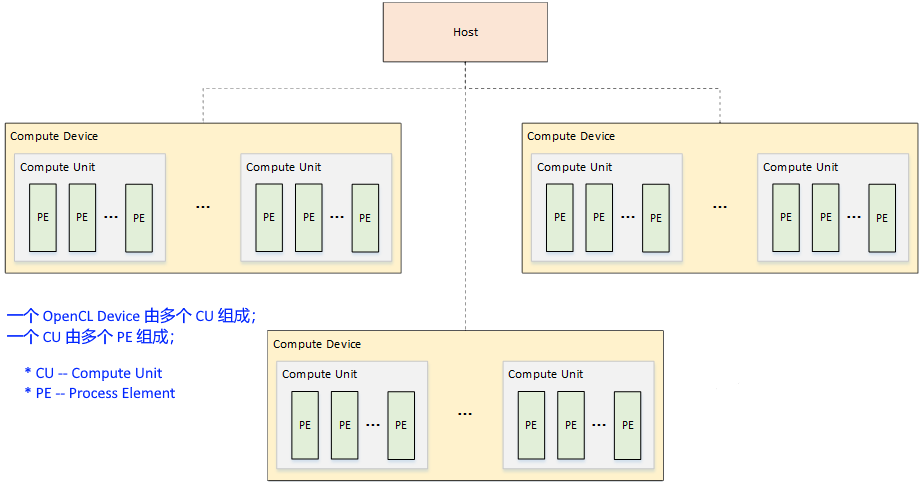 Host
Compute Device
Compute Unit
PE PE ... PE
...
Compute Unit
PE PE ... PE
Compute Device
Compute Unit
PE PE ... PE
...
Compute Unit
PE PE ... PE
一个 OpenCL Device 由多个 CU 组成；
一个 CU 由多个 PE 组成；
* CU -- Compute Unit
* PE -- Process Element
Compute Device
Compute Unit
PE PE ... PE
...
Compute Unit
PE PE ... PE